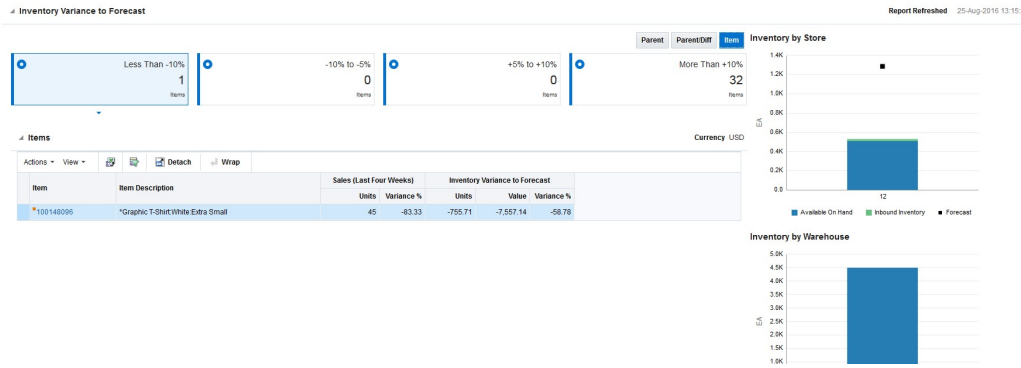 Inventory Variance to Forecast
Report Refreshed 25-Aug-2016 13:15:
Parent Parent/Diff Item
Less Than -10%
1
Items
-10% to -5%
0
Items
+5% to +10%
0
Items
More Than +10%
32
Items
Items
Currency USD
Actions View Detach Wrap
Item Item Description Sales (Last Four Weeks) Inventory Variance to Forecast
Units Variance % Units Value Variance %
*100148096 *Graphic T-Shirt:White:Extra Small 45 -83.33 -755.71 -7,557.14 -58.78
Inventory by Store
1.4K
1.2K
1.0K
0.8K
0.6K
0.4K
0.2K
0.0
EA
12
Available On Hand Inbound Inventory Forecast
Inventory by Warehouse
5.0K
4.5K
4.0K
3.5K
3.0K
2.5K
2.0K
1.5K
1.0K
EA